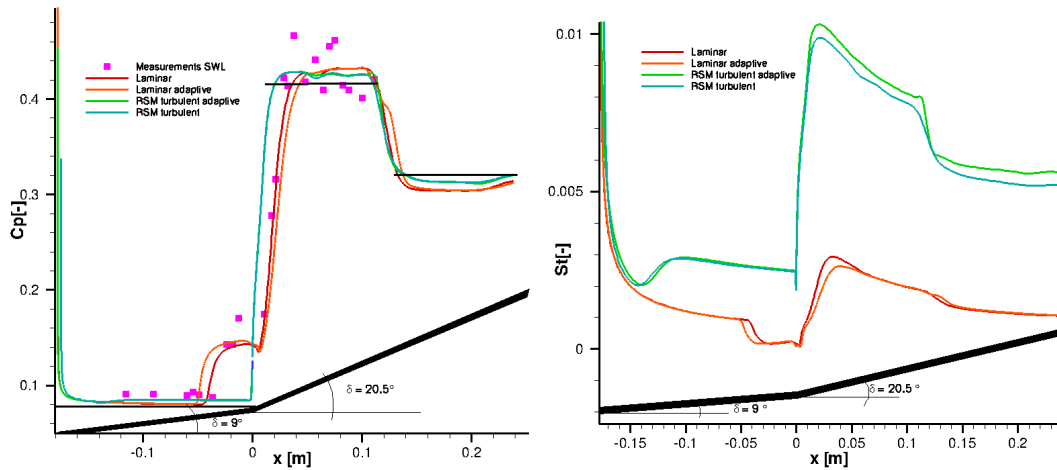 Measurements SWL
Laminar
Laminar adaptive
RSM turbulent adaptive
RSM turbulent
Cp[-]
0.4
0.3
0.2
0.1
δ = 20.5°
δ = 9°
-0.1
0
0.1
0.2
x [m]
Laminar
Laminar adaptive
RSM turbulent adaptive
RSM turbulent
St[-]
0.01
0.005
0
δ = 20.5°
δ = 9°
-0.15
-0.1
-0.05
0
0.05
0.1
0.15
0.2
x [m]